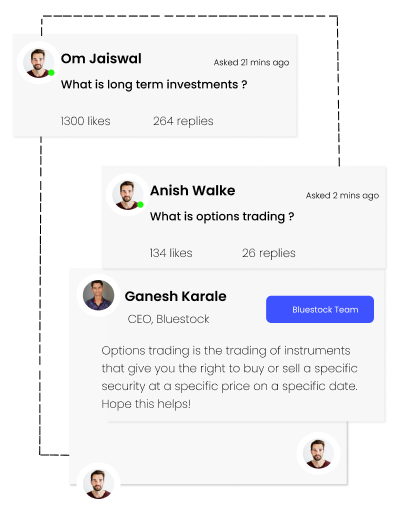 Om Jaiswal
Asked 21 mins ago
What is long term investments ?
1300 likes 264 replies
Anish Walke
Asked 2 mins ago
What is options trading ?
134 likes 26 replies
Ganesh Karale
CEO, Bluestock
Bluestock Team
Options trading is the trading of instruments
that give you the right to buy or sell a specific
security at a specific price on a specific date.
Hope this helps!